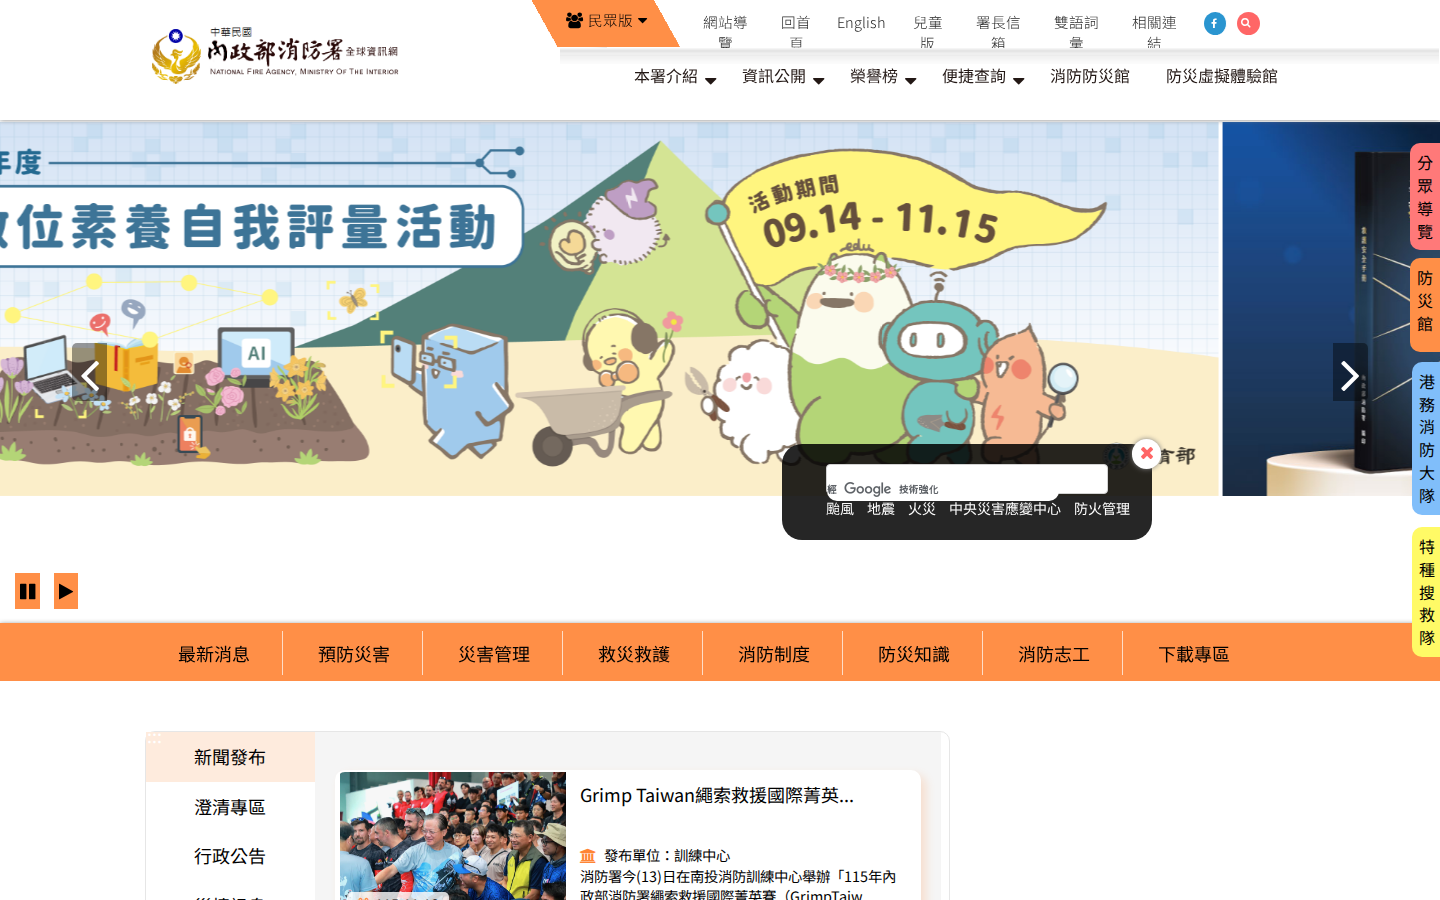 中華民國
內政部消防署全球資訊網
NATIONAL FIRE AGENCY, MINISTRY OF THE INTERIOR
民眾版
網站導覽
回首頁
English
兒童版
署長信箱
雙語詞彙
相關連結
本署介紹
資訊公開
榮譽榜
便捷查詢
消防防災館
防災虛擬體驗館
年度
位素養自我評量活動
活動期間
09.14 - 11.15
edu
AI
育部
分眾導覽
防災館
港務消防大隊
特種搜救隊
經 Google 技術強化
颱風 地震 火災 中央災害應變中心 防火管理
最新消息
預防災害
災害管理
救災救護
消防制度
防災知識
消防志工
下載專區
新聞發布
澄清專區
行政公告
Grimp Taiwan繩索救援國際菁英...
發布單位：訓練中心
消防署今(13)日在南投消防訓練中心舉辦「115年內
政部消防署繩索救援國際菁英賽（GrimpTaiw